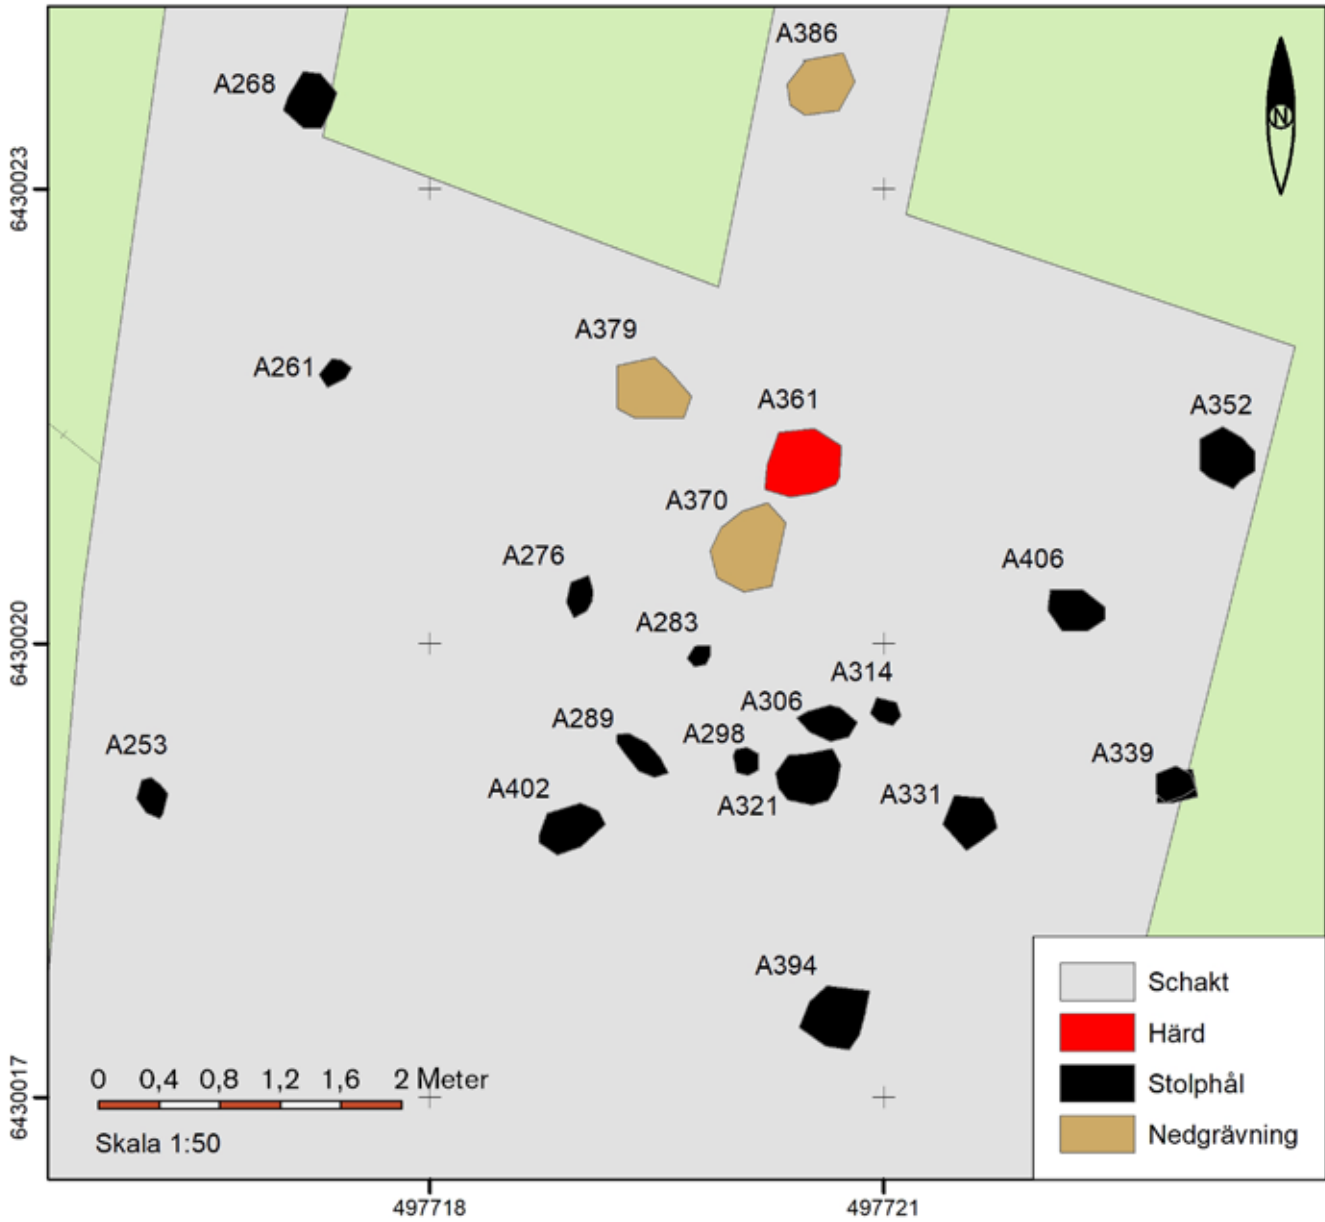 A386
A268
N
6430023
A379
A261
A361
A352
A370
A276
A406
A283
6430020
A314
A306
A289
A298
A253
A339
A402
A321
A331
A394
Schakt
Härd
Stolphål
Nedgrävning
0 0,4 0,8 1,2 1,6 2 Meter
6430017
Skala 1:50
497718
497721